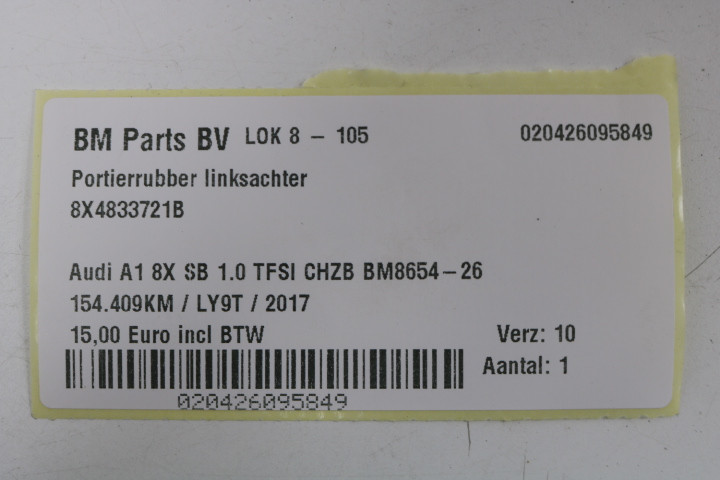 BM Parts BV LOK 8 - 105 020426095849
Portierrubber linksachter
8X4833721B
Audi A1 8X SB 1.0 TFSI CHZB BM8654-26
154.409KM / LY9T / 2017
15,00 Euro incl BTW Verz: 10
Aantal: 1
020426095849